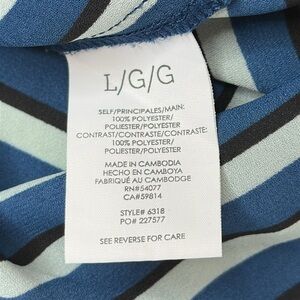 L/G/G
SELF/PRINCIPALES/MAIN:
100% POLYESTER/
POLIESTER/POLYESTER
CONTRAST/CONTRASTE/CONTRASTE:
100% POLYESTER/
POLIESTER/POLYESTER
MADE IN CAMBODIA
HECHO EN CAMBOYA
FABRIQUÉ AU CAMBODGE
RN#54077
CA#59814
STYLE# 6318
PO# 227577
SEE REVERSE FOR CARE